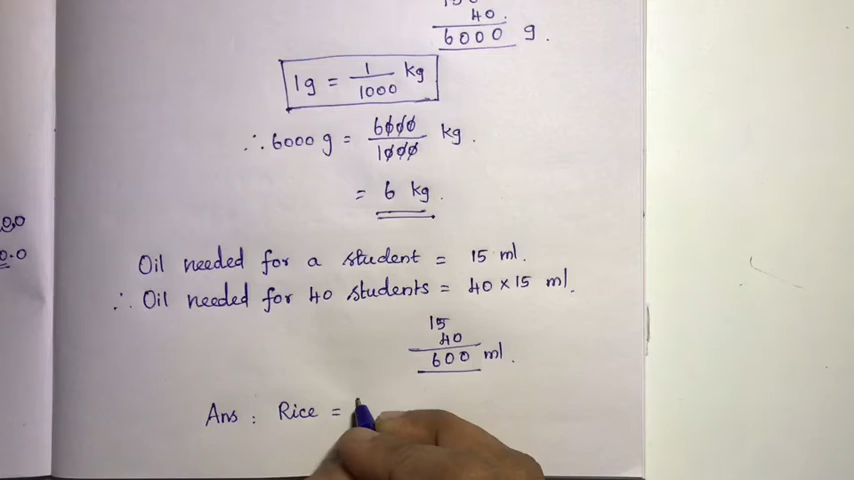 40.
6000 g.
1g = 1/1000 kg
∴ 6000 g = 6000/1000 kg.
= 6 kg.
Oil needed for a student = 15 ml.
∴ Oil needed for 40 students = 40 × 15 ml.
15
40
600 ml.
Ans : Rice =